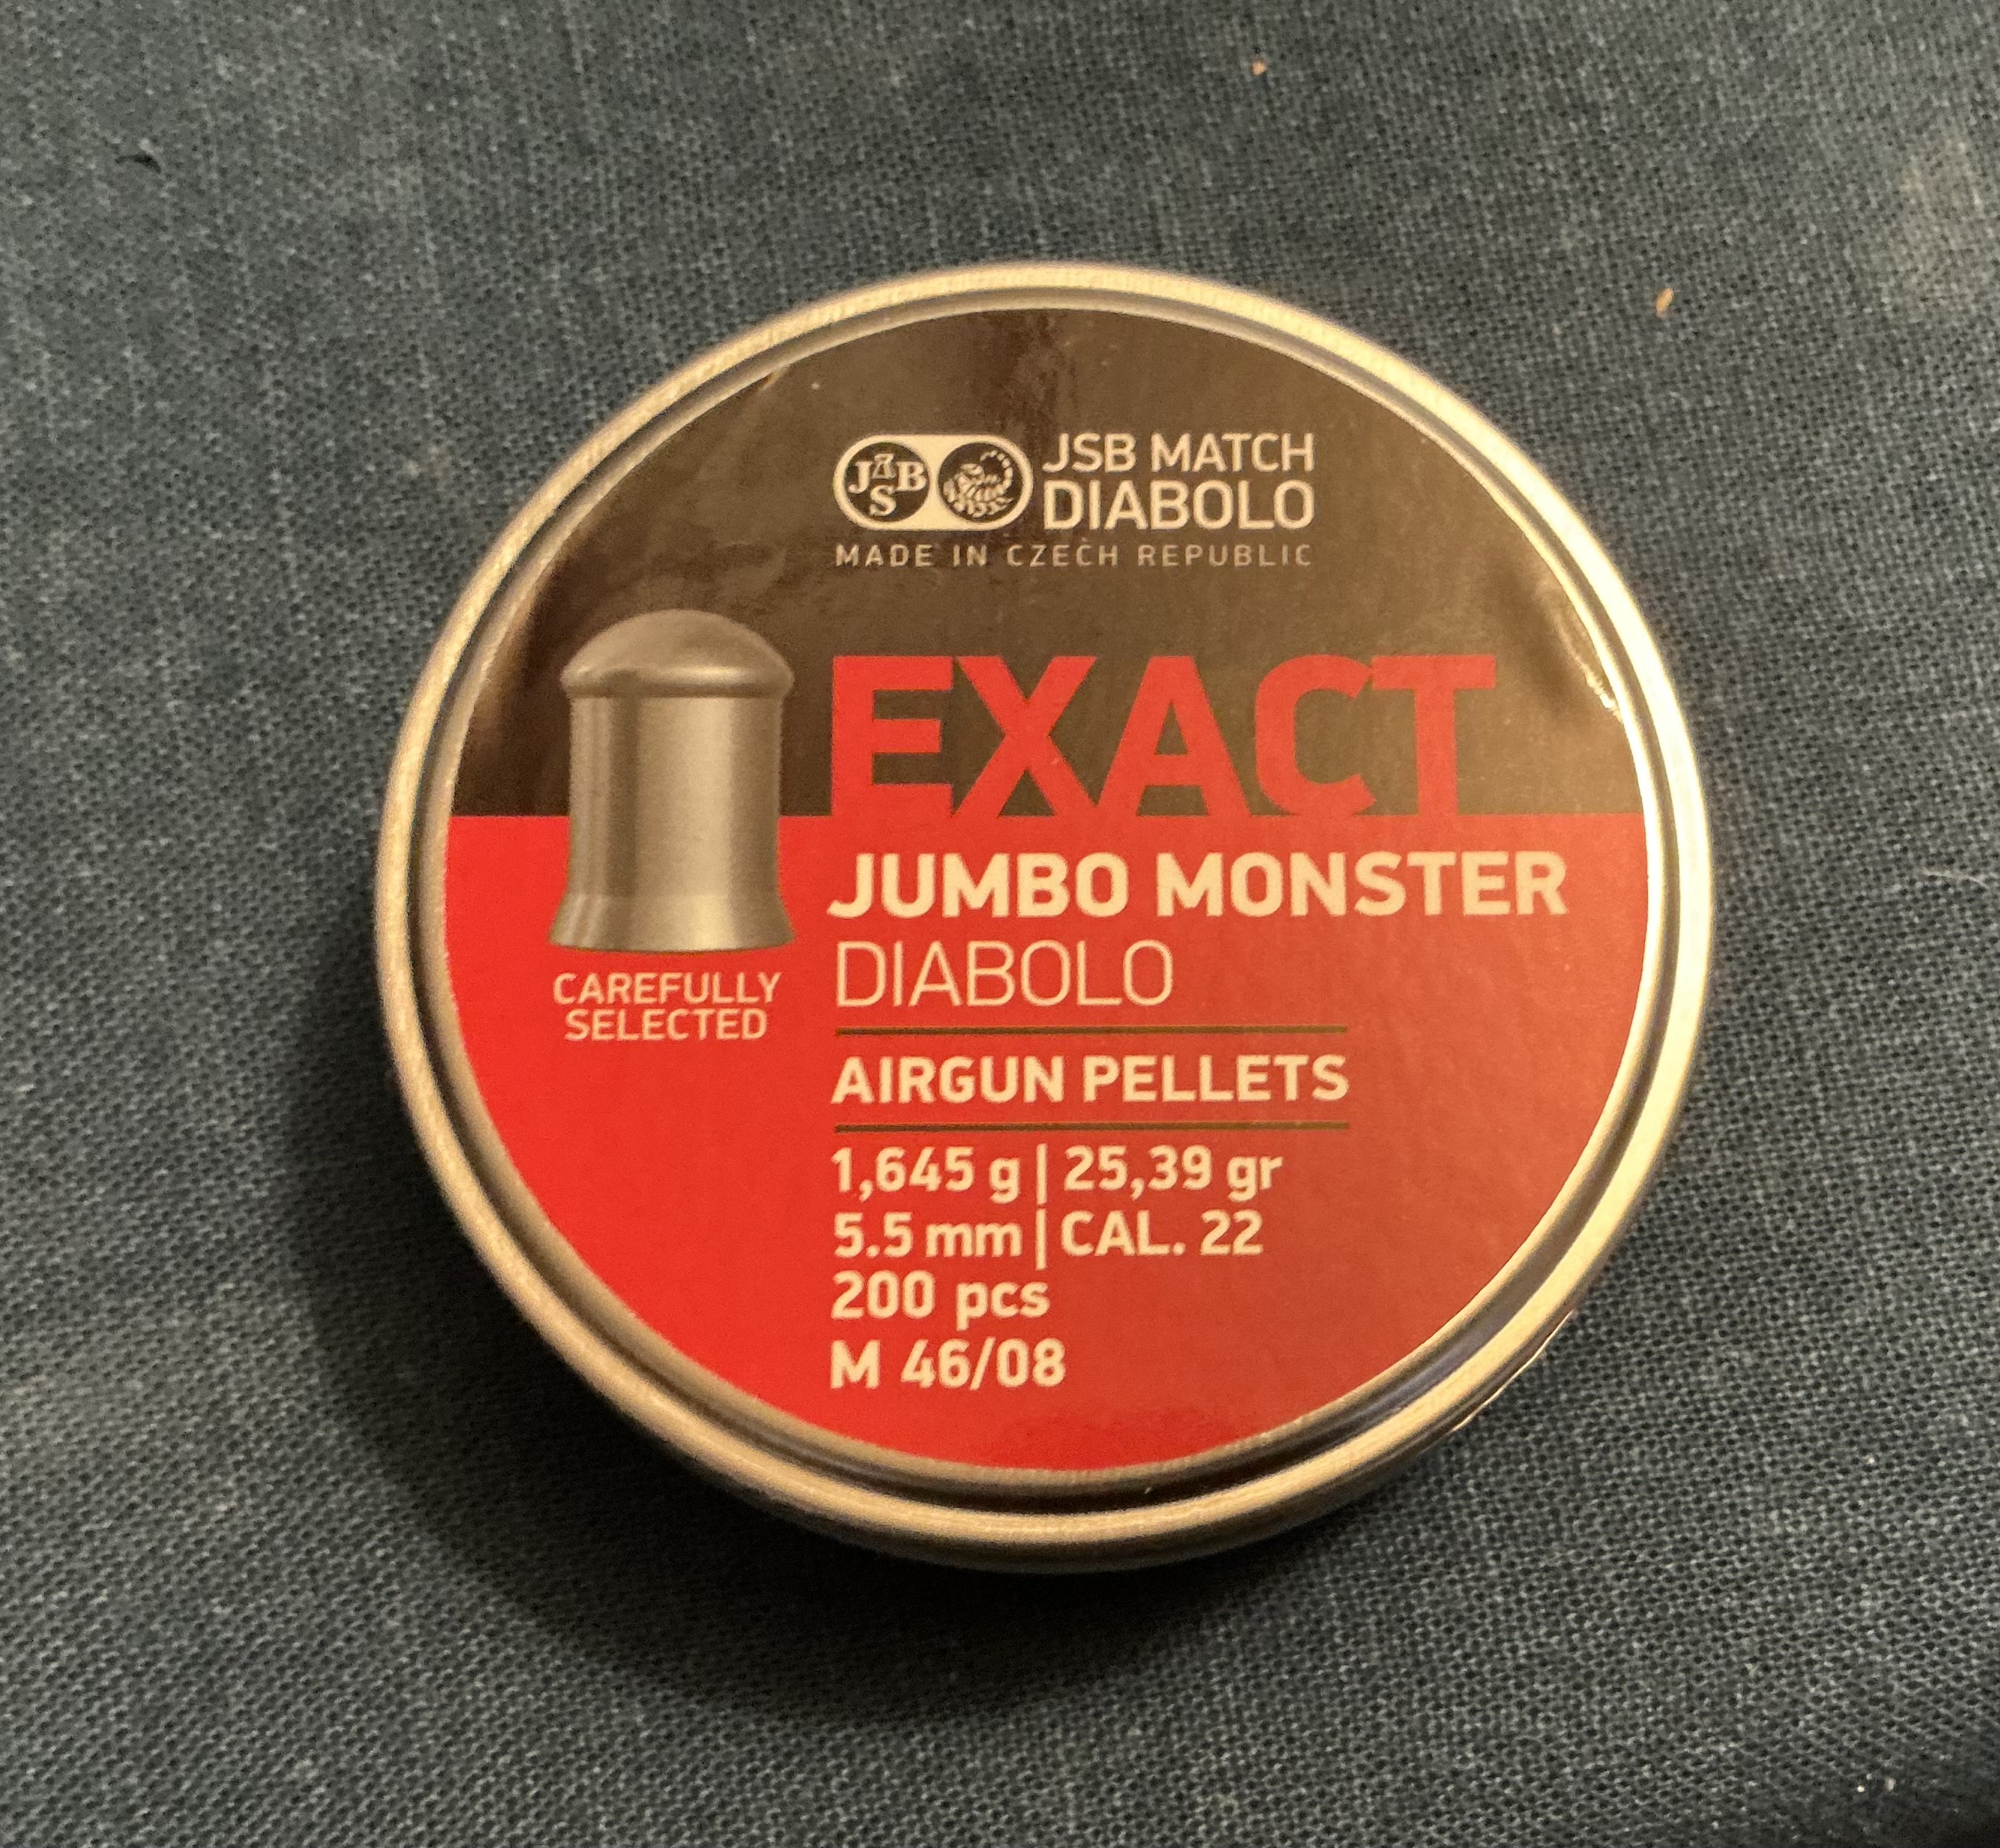 JSB
JSB MATCH
DIABOLO
MADE IN CZECH REPUBLIC
EXACT
JUMBO MONSTER
DIABOLO
CAREFULLY
SELECTED
AIRGUN PELLETS
1,645 g | 25,39 gr
5.5 mm | CAL. 22
200 pcs
M 46/08